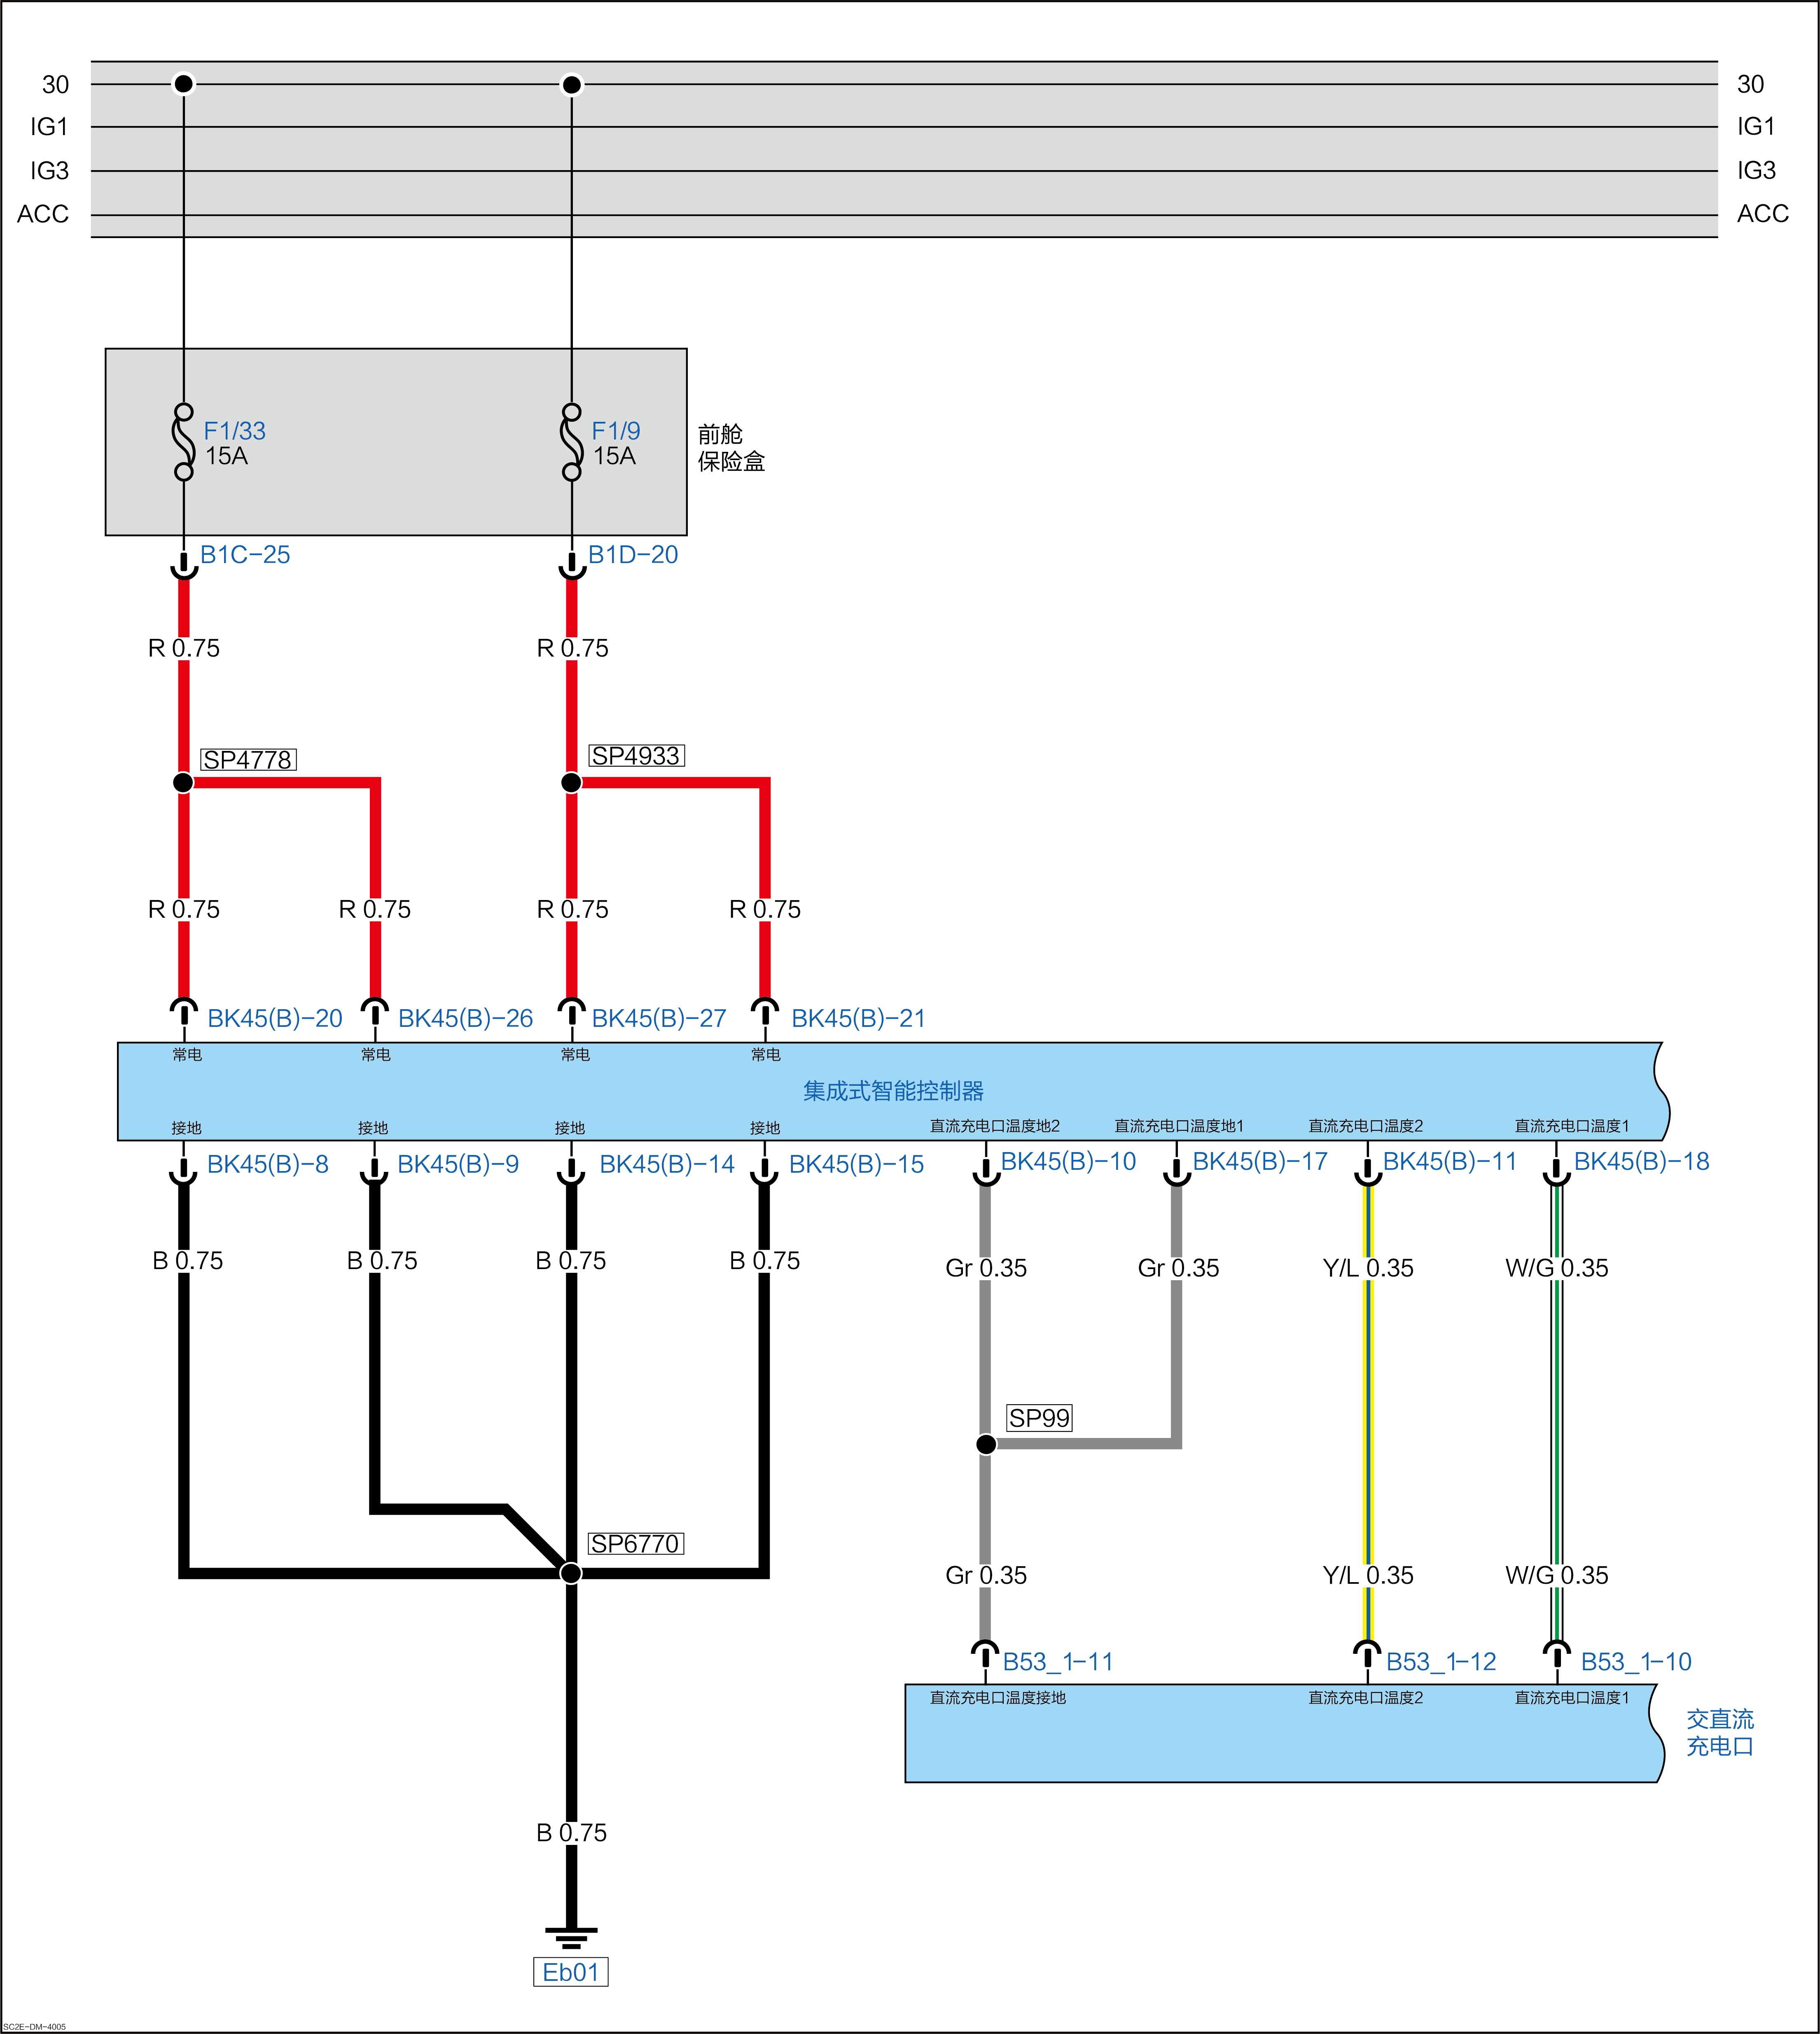 30 30
IG1 IG1
IG3 IG3
ACC ACC
F1/33 F1/9
15A 15A
前舱
保险盒
B1C-25 B1D-20
R 0.75 R 0.75
SP4778 SP4933
R 0.75 R 0.75 R 0.75 R 0.75
BK45(B)-20 BK45(B)-26 BK45(B)-27 BK45(B)-21
常电 常电 常电 常电
集成式智能控制器
接地 接地 接地 接地 直流充电口温度地2 直流充电口温度地1 直流充电口温度2 直流充电口温度1
BK45(B)-8 BK45(B)-9 BK45(B)-14 BK45(B)-15 BK45(B)-10 BK45(B)-17 BK45(B)-11 BK45(B)-18
B 0.75 B 0.75 B 0.75 B 0.75 Gr 0.35 Gr 0.35 Y/L 0.35 W/G 0.35
SP99
SP6770
Gr 0.35 Y/L 0.35 W/G 0.35
B53_1-11 B53_1-12 B53_1-10
直流充电口温度接地 直流充电口温度2 直流充电口温度1
交直流
充电口
B 0.75
Eb01
SC2E-DM-4005